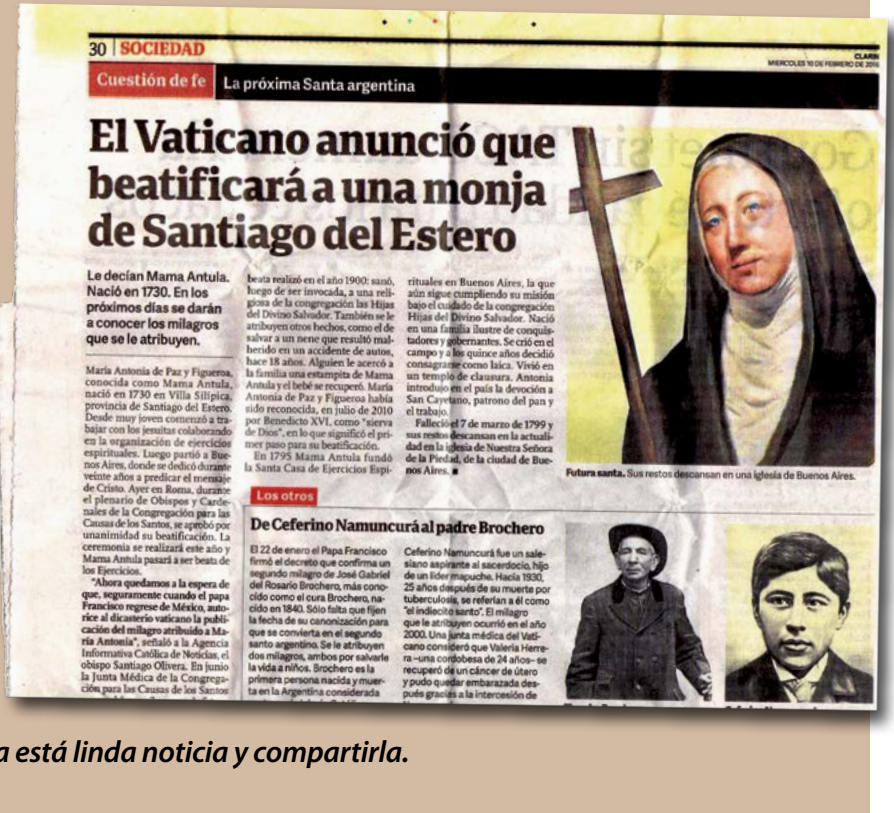 30 | SOCIEDAD
CLARIN
MIERCOLES 10 DE FEBRERO DE 2016
Cuestión de fe
La próxima Santa argentina
El Vaticano anunció que
beatificará a una monja
de Santiago del Estero
Le decían Mama Antula.
Nació en 1730. En los
próximos días se darán
a conocer los milagros
que se le atribuyen.
María Antonia de Paz y Figueroa,
conocida como Mama Antula,
nació en 1730 en Villa Silípica,
provincia de Santiago del Estero.
Desde muy joven comenzó a tra-
bajar con los jesuitas colaborando
en la organización de ejercicios
espirituales. Luego partió a Bue-
nos Aires, donde se dedicó durante
veinte años a predicar el mensaje
de Cristo. Ayer en Roma, durante
el plenario de Obispos y Carde-
nales de la Congregación para las
Causas de los Santos, se aprobó por
unanimidad su beatificación. La
ceremonia se realizará este año y
Mama Antula pasará a ser beata de
los Ejercicios.
"Ahora quedamos a la espera de
que, seguramente cuando el papa
Francisco regrese de México, auto-
rice al dicasterio vaticano la publi-
cación del milagro atribuido a Ma-
ría Antonia", señaló a la Agencia
Informativa Católica de Noticias, el
obispo Santiago Olivera. En junio
la Junta Médica de la Congrega-
ción para las Causas de los Santos
beata realizó en el año 1900: sanó,
luego de ser invocada, a una reli-
giosa de la congregación las Hijas
del Divino Salvador. También se le
atribuyen otros hechos, como el de
salvar a un nene que resultó mal-
herido en un accidente de autos,
hace 18 años. Alguien le acercó a
la familia una estampita de Mama
Antula y el bebé se recuperó. María
Antonia de Paz y Figueroa había
sido reconocida, en julio de 2010
por Benedicto XVI, como "sierva
de Dios", en lo que significó el pri-
mer paso para su beatificación.
En 1795 Mama Antula fundó
la Santa Casa de Ejercicios Espi-
rituales en Buenos Aires, la que
aún sigue cumpliendo su misión
bajo el cuidado de la congregación
Hijas del Divino Salvador. Nació
en una familia ilustre de conquis-
tadores y gobernantes. Se crió en el
campo y a los quince años decidió
consagrarse como laica. Vivió en
un templo de clausura. Antonia
introdujo en el país la devoción a
San Cayetano, patrono del pan y
el trabajo.
Falleció el 7 de marzo de 1799 y
sus restos descansan en la actuali-
dad en la iglesia de Nuestra Señora
de la Piedad, de la ciudad de Bue-
nos Aires. ■
Futura santa. Sus restos descansan en una iglesia de Buenos Aires.
Los otros
De Ceferino Namuncurá al padre Brochero
El 22 de enero el Papa Francisco
firmó el decreto que confirma un
segundo milagro de José Gabriel
del Rosario Brochero, más cono-
cido como el cura Brochero, na-
cido en 1840. Sólo falta que fijen
la fecha de su canonización para
que se convierta en el segundo
santo argentino. Se le atribuyen
dos milagros, ambos por salvarle
la vida a niños. Brochero es la
primera persona nacida y muer-
ta en la Argentina considerada
Ceferino Namuncurá fue un sale-
siano aspirante al sacerdocio, hijo
de un líder mapuche. Hacia 1930,
25 años después de su muerte por
tuberculosis, se referían a él como
"el indiecito santo". El milagro
que le atribuyen ocurrió en el año
2000. Una junta médica del Vati-
cano consideró que Valeria Herre-
ra -una cordobesa de 24 años- se
recuperó de un cáncer de útero
y pudo quedar embarazada des-
pués gracias a la intercesión de
a está linda noticia y compartirla.